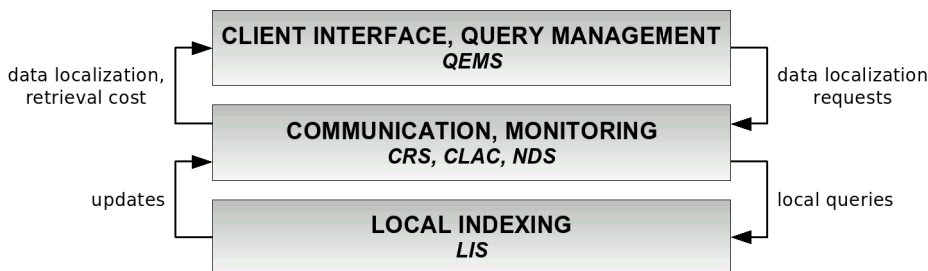 CLIENT INTERFACE, QUERY MANAGEMENT
QEMS
data localization,
retrieval cost
data localization
requests
COMMUNICATION, MONITORING
CRS, CLAC, NDS
updates
local queries
LOCAL INDEXING
LIS